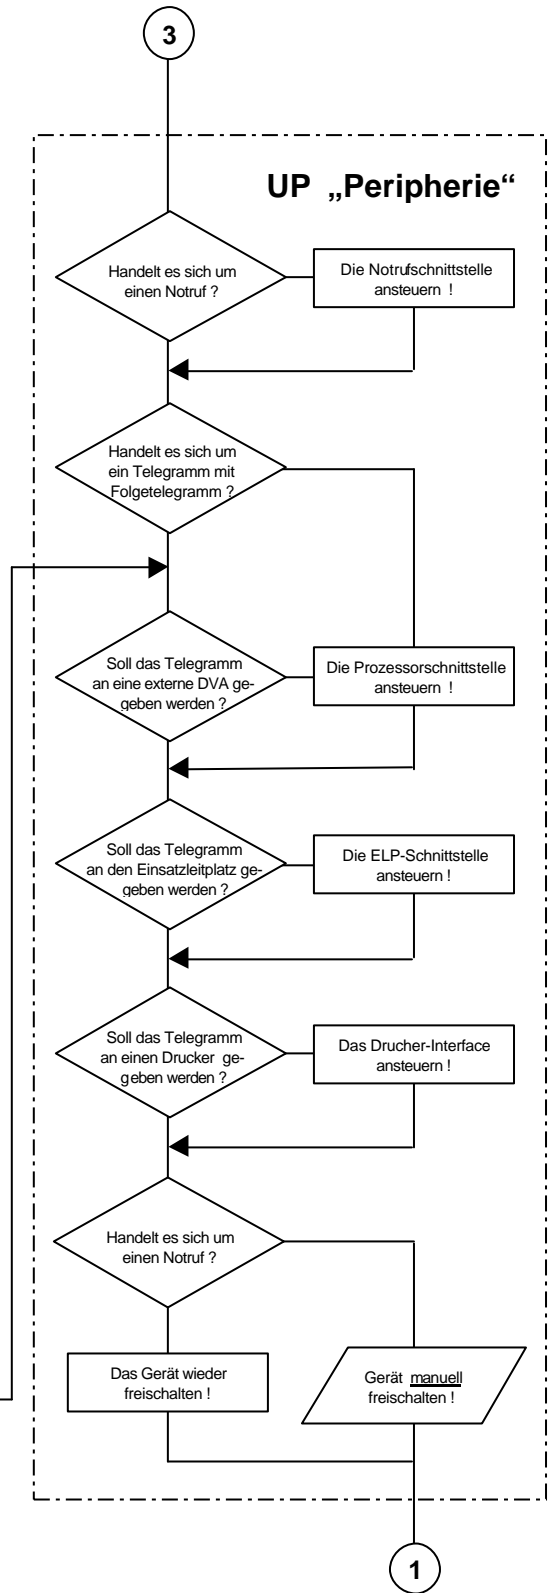 3
UP „Peripherie“
Handelt es sich um
einen Notruf ?
Die Notrufschnittstelle
ansteuern !
Handelt es sich um
ein Telegramm mit
Folgetelegramm ?
Soll das Telegramm
an eine externe DVA ge-
geben werden ?
Die Prozessorschnittstelle
ansteuern !
Soll das Telegramm
an den Einsatzleitplatz ge-
geben werden ?
Die ELP-Schnittstelle
ansteuern !
Soll das Telegramm
an einen Drucker ge-
geben werden ?
Das Drucher-Interface
ansteuern !
Handelt es sich um
einen Notruf ?
Das Gerät wieder
freischalten !
Gerät manuell
freischalten !
1